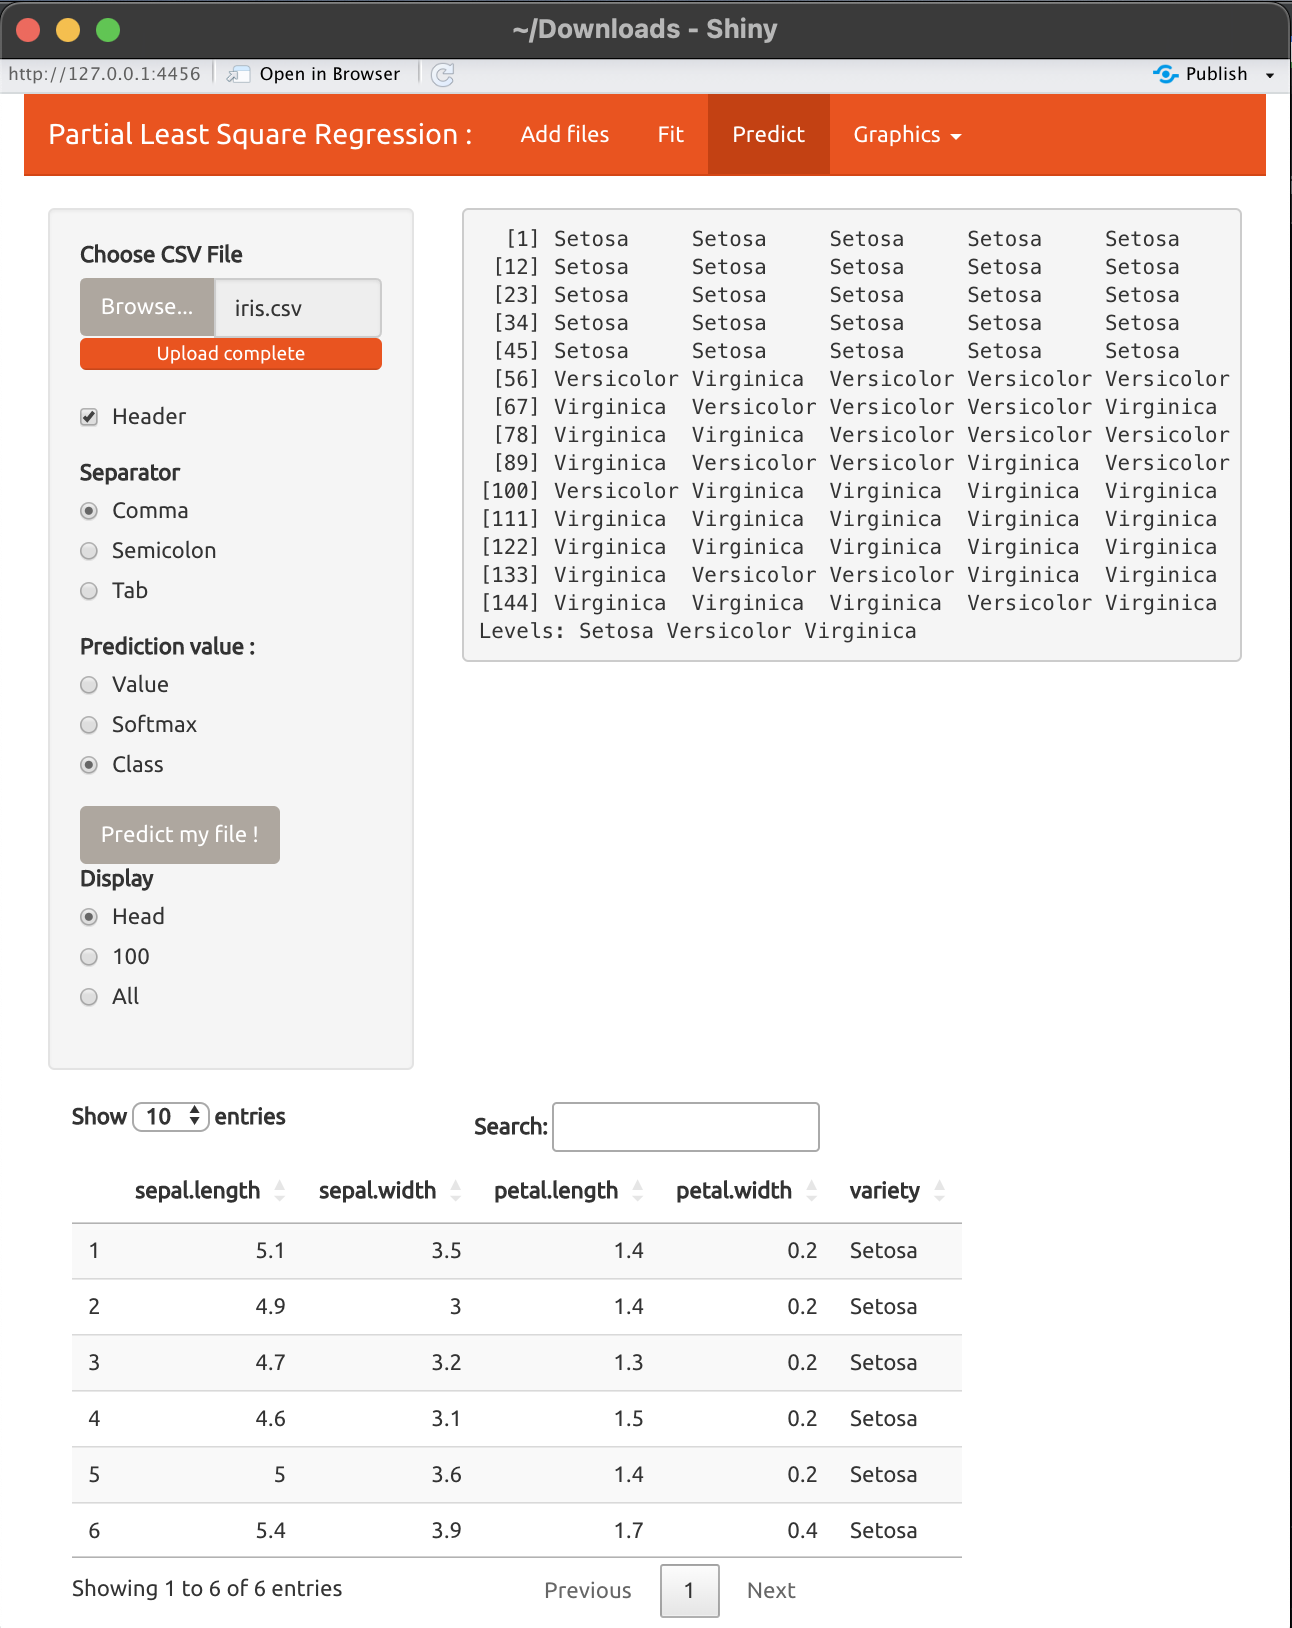 ~/Downloads - Shiny
http://127.0.0.1:4456 Open in Browser Publish
Partial Least Square Regression : Add files Fit Predict Graphics
Choose CSV File
Browse... iris.csv
Upload complete
Header
Separator
Comma
Semicolon
Tab
Prediction value :
Value
Softmax
Class
Predict my file !
Display
Head
100
All
[1] Setosa Setosa Setosa Setosa Setosa
[12] Setosa Setosa Setosa Setosa Setosa
[23] Setosa Setosa Setosa Setosa Setosa
[34] Setosa Setosa Setosa Setosa Setosa
[45] Setosa Setosa Setosa Setosa Setosa
[56] Versicolor Virginica Versicolor Versicolor Versicolor
[67] Virginica Versicolor Versicolor Versicolor Virginica
[78] Virginica Virginica Versicolor Versicolor Versicolor
[89] Virginica Versicolor Versicolor Virginica Versicolor
[100] Versicolor Virginica Virginica Virginica Virginica
[111] Virginica Virginica Virginica Virginica Virginica
[122] Virginica Virginica Virginica Virginica Virginica
[133] Virginica Versicolor Versicolor Virginica Virginica
[144] Virginica Virginica Virginica Versicolor Virginica
Levels: Setosa Versicolor Virginica
Show 10 entries Search:
sepal.length sepal.width petal.length petal.width variety
1 5.1 3.5 1.4 0.2 Setosa
2 4.9 3 1.4 0.2 Setosa
3 4.7 3.2 1.3 0.2 Setosa
4 4.6 3.1 1.5 0.2 Setosa
5 5 3.6 1.4 0.2 Setosa
6 5.4 3.9 1.7 0.4 Setosa
Showing 1 to 6 of 6 entries Previous 1 Next